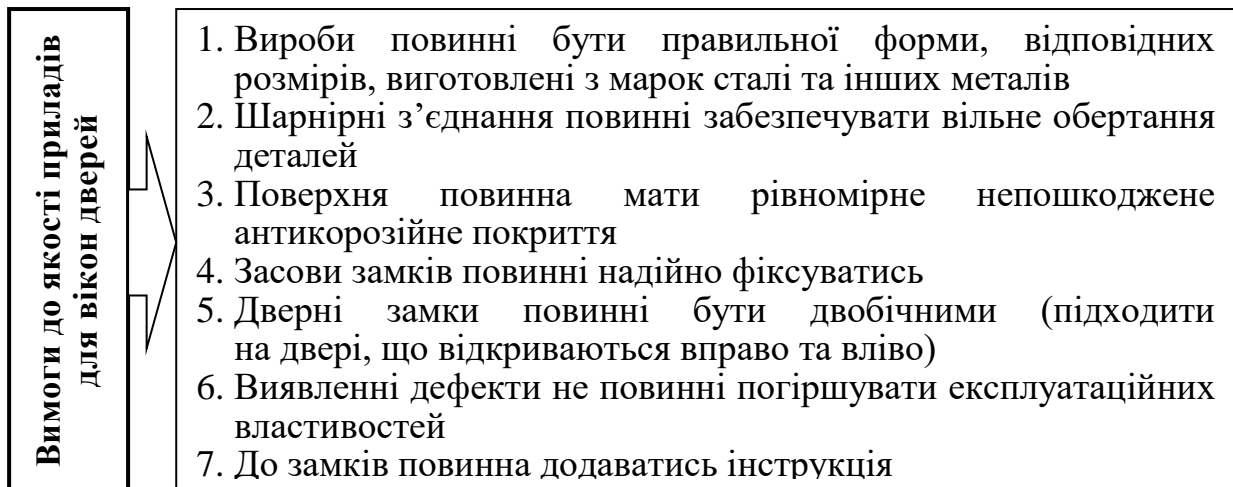 Вимоги до якості приладів
для вікон дверей
1. Вироби повинні бути правильної форми, відповідних
розмірів, виготовлені з марок сталі та інших металів
2. Шарнірні з’єднання повинні забезпечувати вільне обертання
деталей
3. Поверхня повинна мати рівномірне непошкоджене
антикорозійне покриття
4. Засови замків повинні надійно фіксуватись
5. Дверні замки повинні бути двобічними (підходити
на двері, що відкриваються вправо та вліво)
6. Виявленні дефекти не повинні погіршувати експлуатаційних
властивостей
7. До замків повинна додаватись інструкція